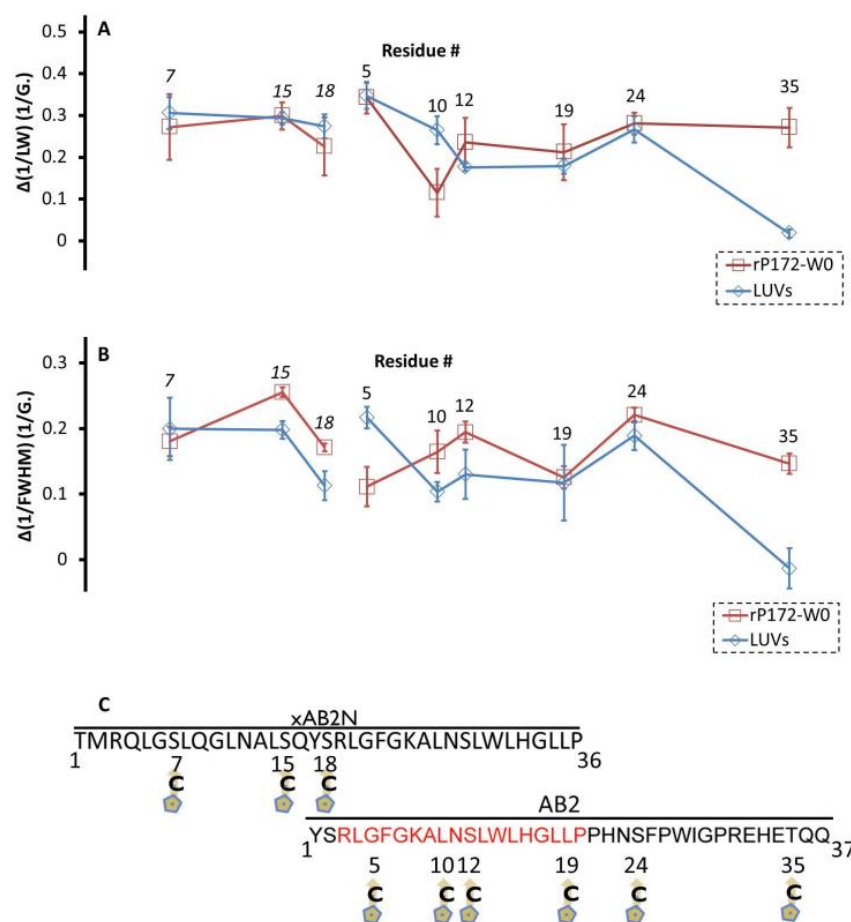 A
0.5
0.4
0.3
0.2
0.1
0
Δ(1/LW) (1/G.)
Residue #
7
15
18
5
10
12
19
24
35
rP172-W0
LUVs
B
0.3
0.2
0.1
0
Δ(1/FWHM) (1/G.)
Residue #
7
15
18
5
10
12
19
24
35
rP172-W0
LUVs
C
xAB2N
TMRQLGSLQGLNALSQYSRLGFGKALNSLWLHGLLP
1 7 15 18 36
C C C
AB2
YSRLGFGKALNSLWLHGLLPPHNSFPWIGPREHETQQ
1 5 10 12 19 24 35 37
C C C C C C